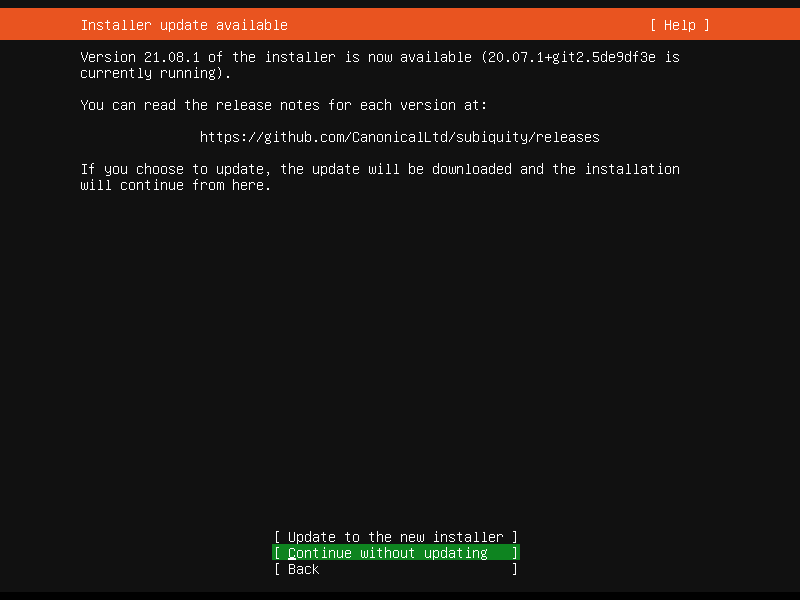 Installer update available [ Help ]
Version 21.08.1 of the installer is now available (20.07.1+git2.5de9df3e is
currently running).
You can read the release notes for each version at:
https://github.com/CanonicalLtd/subiquity/releases
If you choose to update, the update will be downloaded and the installation
will continue from here.
[ Update to the new installer ]
[ Continue without updating ]
[ Back ]